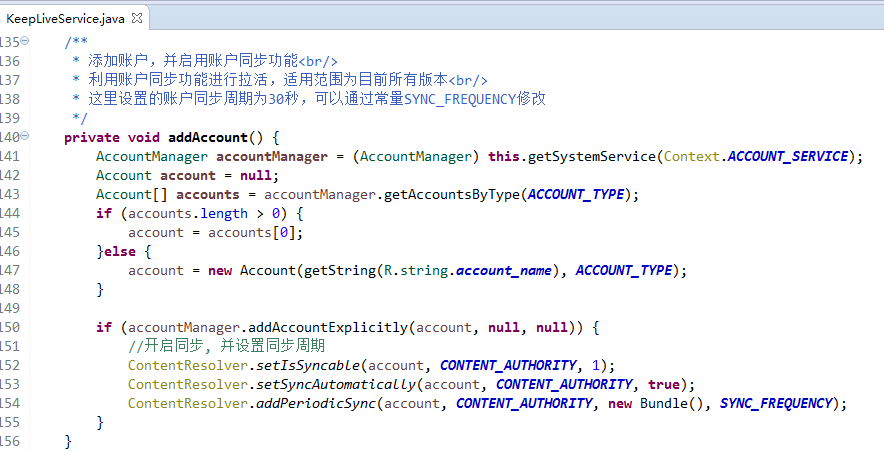 KeepLiveService.java
135 /**
136 * 添加账户，并启用账户同步功能<br/>
137 * 利用账户同步功能进行拉活，适用范围为目前所有版本<br/>
138 * 这里设置的账户同步周期为30秒，可以通过常量SYNC_FREQUENCY修改
139 */
140 private void addAccount() {
141 AccountManager accountManager = (AccountManager) this.getSystemService(Context.ACCOUNT_SERVICE);
142 Account account = null;
143 Account[] accounts = accountManager.getAccountsByType(ACCOUNT_TYPE);
144 if (accounts.length > 0) {
145 account = accounts[0];
146 }else {
147 account = new Account(getString(R.string.account_name), ACCOUNT_TYPE);
148 }
149
150 if (accountManager.addAccountExplicitly(account, null, null)) {
151 //开启同步, 并设置同步周期
152 ContentResolver.setIsSyncable(account, CONTENT_AUTHORITY, 1);
153 ContentResolver.setSyncAutomatically(account, CONTENT_AUTHORITY, true);
154 ContentResolver.addPeriodicSync(account, CONTENT_AUTHORITY, new Bundle(), SYNC_FREQUENCY);
155 }
156 }